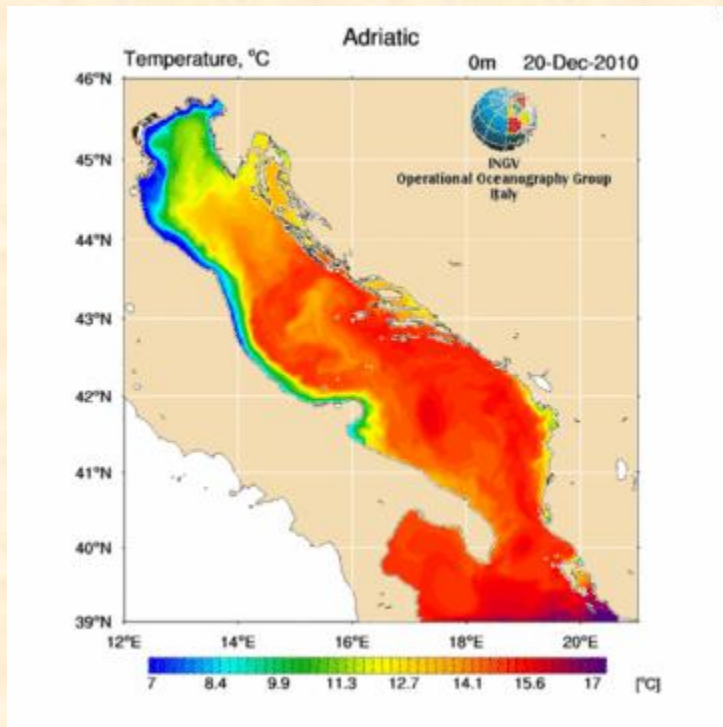 Adriatic
Temperature, °C 0m 20-Dec-2010
46°N
INGV
45°N
Operational Oceanography Group
Italy
44°N
43°N
42°N
41°N
40°N
39°N
12°E 14°E 16°E 18°E 20°E
7 8.4 9.9 11.3 12.7 14.1 15.6 17 [°C]